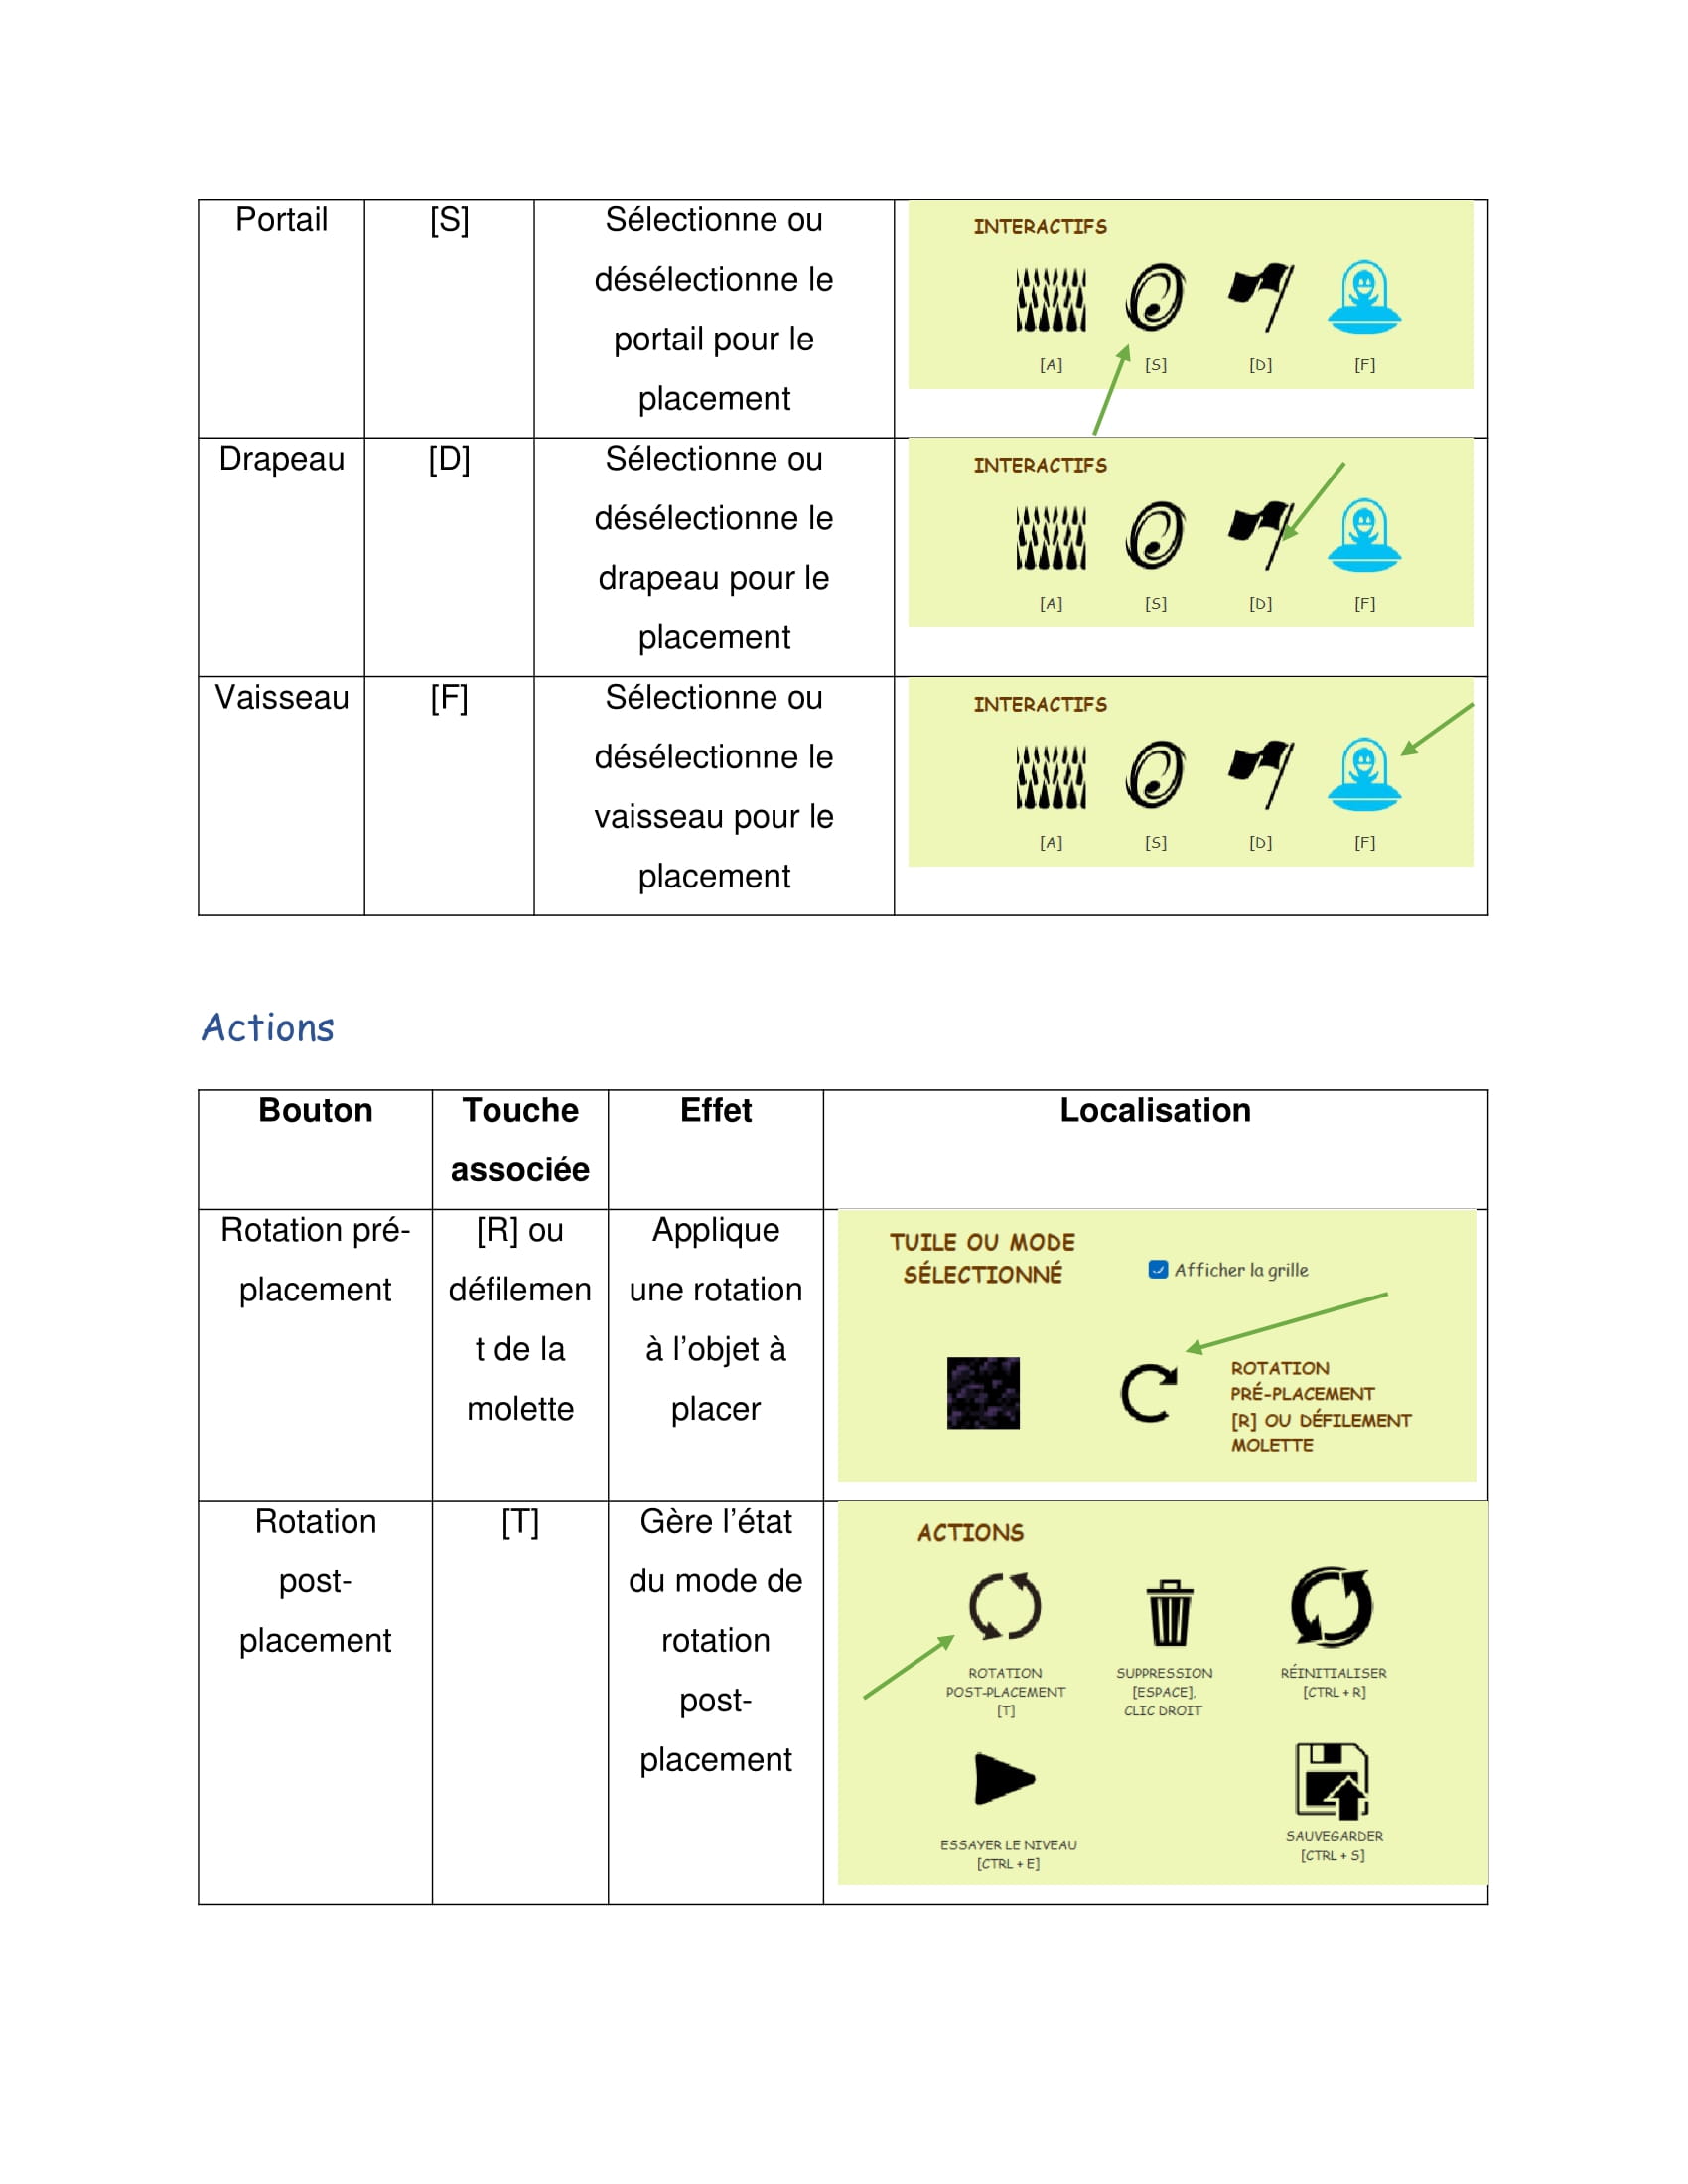 Portail
[S]
Sélectionne ou
désélectionne le
portail pour le
placement
INTERACTIFS
[A] [S] [D] [F]
Drapeau
[D]
Sélectionne ou
désélectionne le
drapeau pour le
placement
INTERACTIFS
[A] [S] [D] [F]
Vaisseau
[F]
Sélectionne ou
désélectionne le
vaisseau pour le
placement
INTERACTIFS
[A] [S] [D] [F]
Actions
Bouton
Touche
associée
Effet
Localisation
Rotation pré-
placement
[R] ou
défilemen
t de la
molette
Applique
une rotation
à l’objet à
placer
TUILE OU MODE
SÉLECTIONNÉ
Afficher la grille
ROTATION
PRÉ-PLACEMENT
[R] OU DÉFILEMENT
MOLETTE
Rotation
post-
placement
[T]
Gère l’état
du mode de
rotation
post-
placement
ACTIONS
ROTATION
POST-PLACEMENT
[T]
SUPPRESSION
[ESPACE],
CLIC DROIT
RÉINITIALISER
[CTRL + R]
ESSAYER LE NIVEAU
[CTRL + E]
SAUVEGARDER
[CTRL + S]